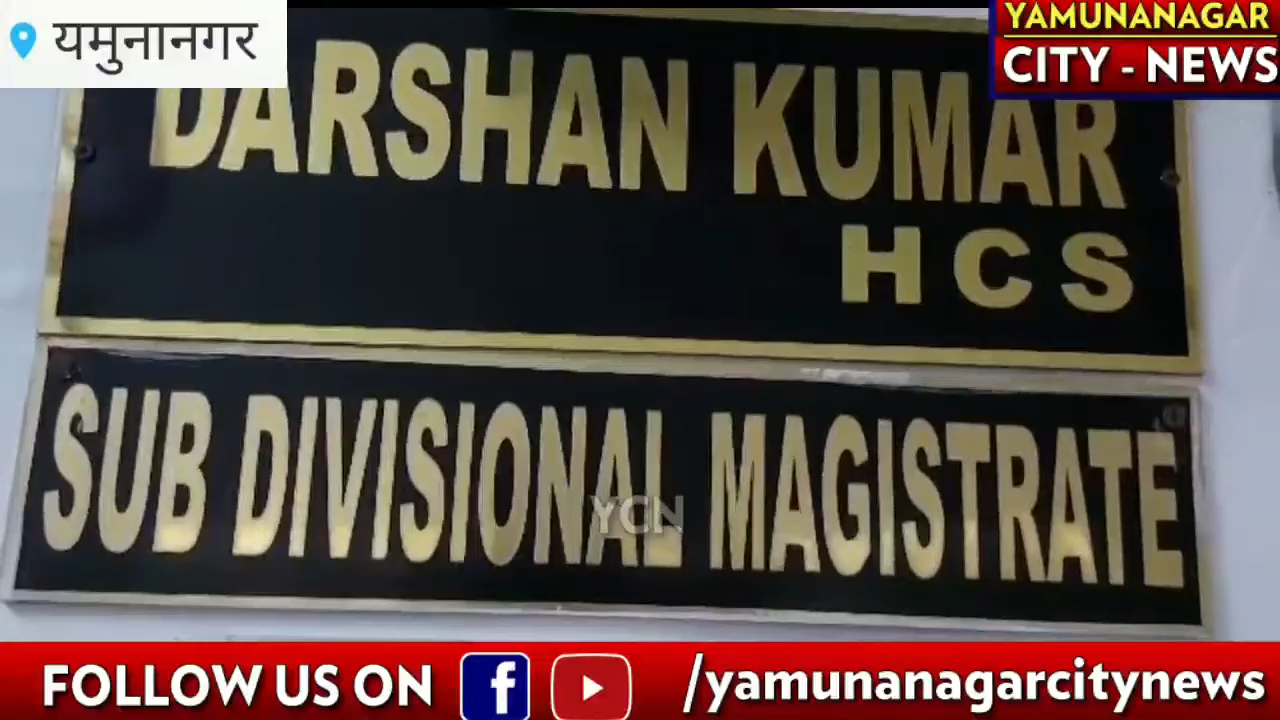 यमुनानगर
YAMUNANAGAR
CITY - NEWS
DARSHAN KUMAR
HCS
SUB DIVISIONAL MAGISTRATE
YCN
FOLLOW US ON /yamunanagarcitynews